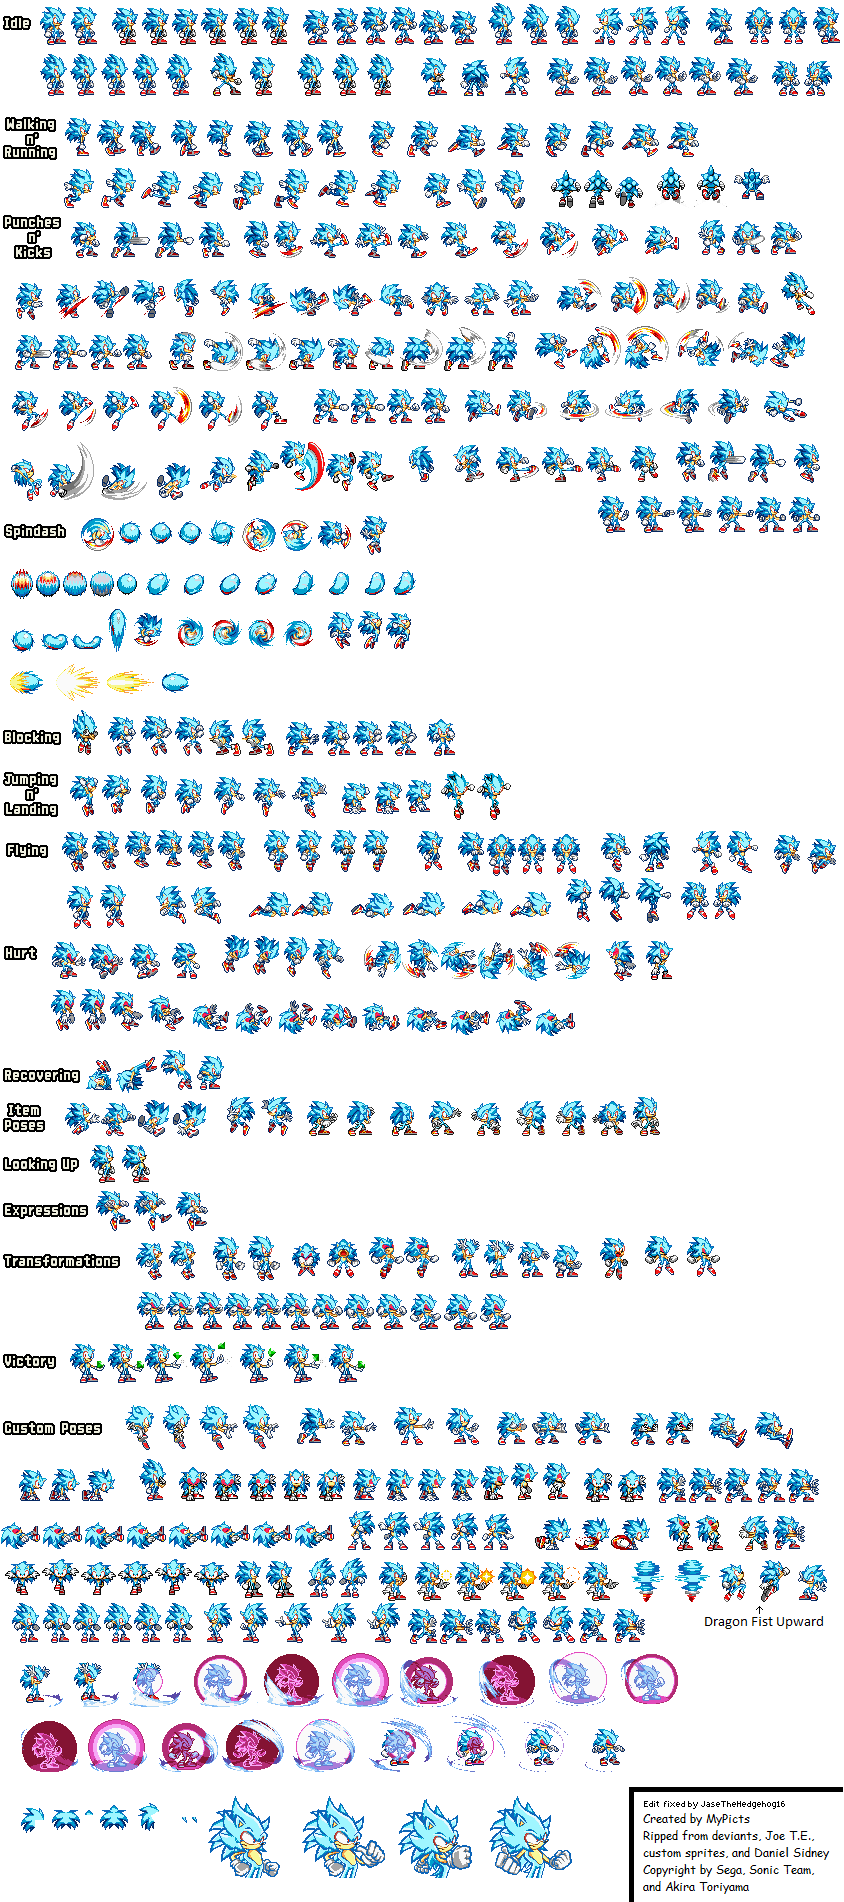 Idle
Walking
n'
Running
Punches
n'
Kicks
Spindash
Blocking
Jumping
n'
Landing
Flying
Hurt
Recovering
Item
Poses
Looking Up
Expressions
Transformations
Victory
Custom Poses
Dragon Fist Upward
Edit fixed by JaseTheHedgehog16
Created by MyPicts
Ripped from deviants, Joe T.E.,
custom sprites, and Daniel Sidney
Copyright by Sega, Sonic Team,
and Akira Toriyama